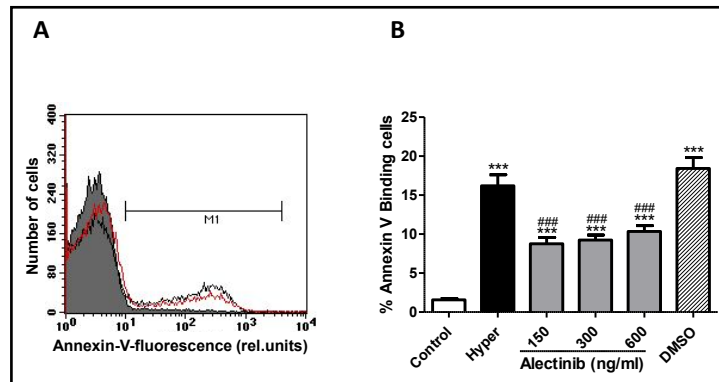 A
B
400
320
240
160
80
0
Number of cells
M1
10^0
10^1
10^2
10^3
10^4
Annexin-V-fluorescence (rel.units)
25
20
15
10
5
0
% Annexin V Binding cells
***
###
***
###
***
###
***
***
Control
Hyper
150
300
600
DMSO
Alectinib (ng/ml)